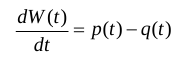 dW(t)/dt = p(t) − q(t)